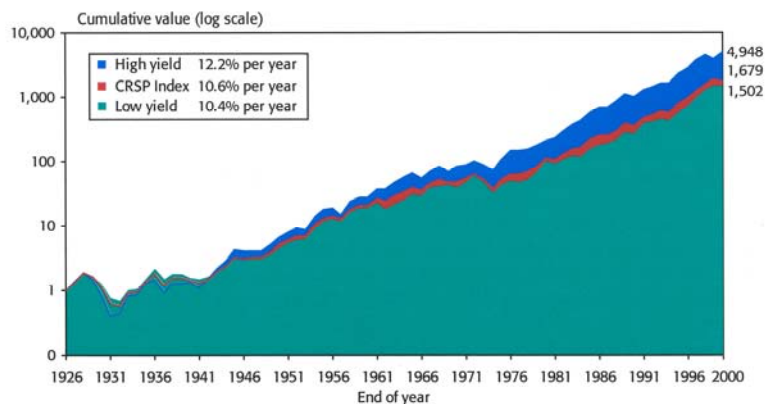 Cumulative value (log scale)
10,000
1,000
100
10
1
0
High yield 12.2% per year
CRSP Index 10.6% per year
Low yield 10.4% per year
4,948
1,679
1,502
1926 1931 1936 1941 1946 1951 1956 1961 1966 1971 1976 1981 1986 1991 1996 2000
End of year